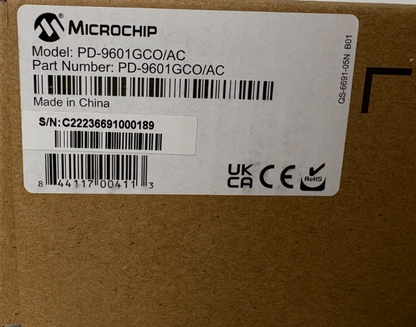 MICROCHIP
Model: PD-9601GCO/AC
Part Number: PD-9601GCO/AC
Made in China
S/N: C22236691000189
8 44117 00411 3
UK
CA CE RoHS
QS-6691-05N B01